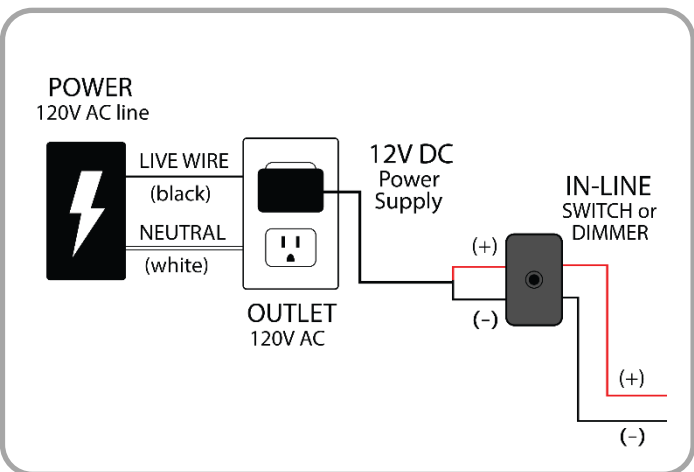 POWER
120V AC line
LIVE WIRE
(black)
NEUTRAL
(white)
OUTLET
120V AC
12V DC
Power
Supply
(+)
(-)
IN-LINE
SWITCH or
DIMMER
(+)
(-)